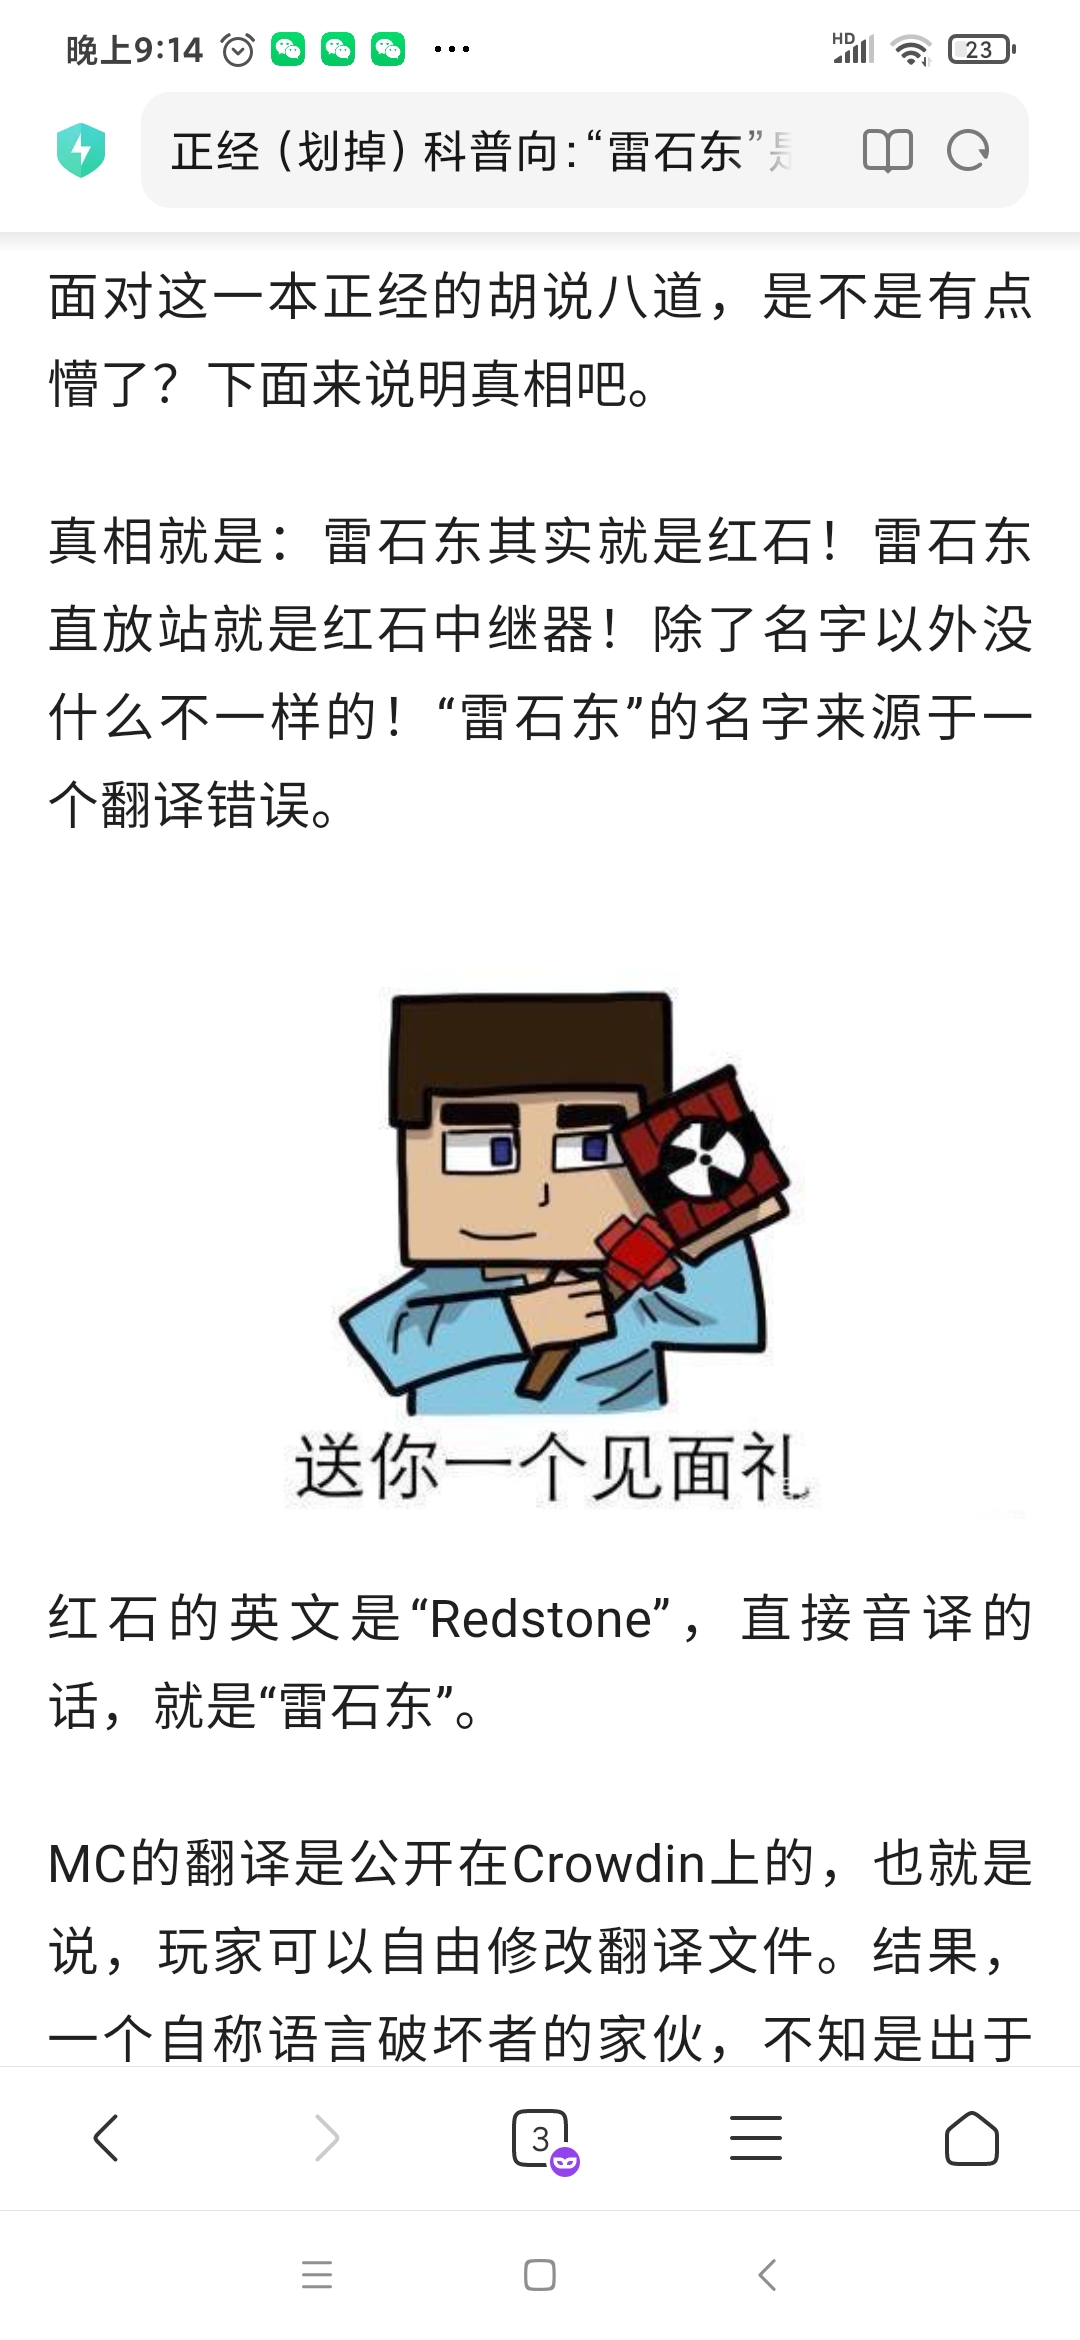 晚上9:14
HD
23
正经（划掉）科普向：“雷石东”是
面对这一本正经的胡说八道，是不是有点
懵了？下面来说明真相吧。
真相就是：雷石东其实就是红石！雷石东
直放站就是红石中继器！除了名字以外没
什么不一样的！“雷石东”的名字来源于一
个翻译错误。
送你一个见面礼
红石的英文是“Redstone”，直接音译的
话，就是“雷石东”。
MC的翻译是公开在Crowdin上的，也就是
说，玩家可以自由修改翻译文件。结果，
一个自称语言破坏者的家伙，不知是出于
3